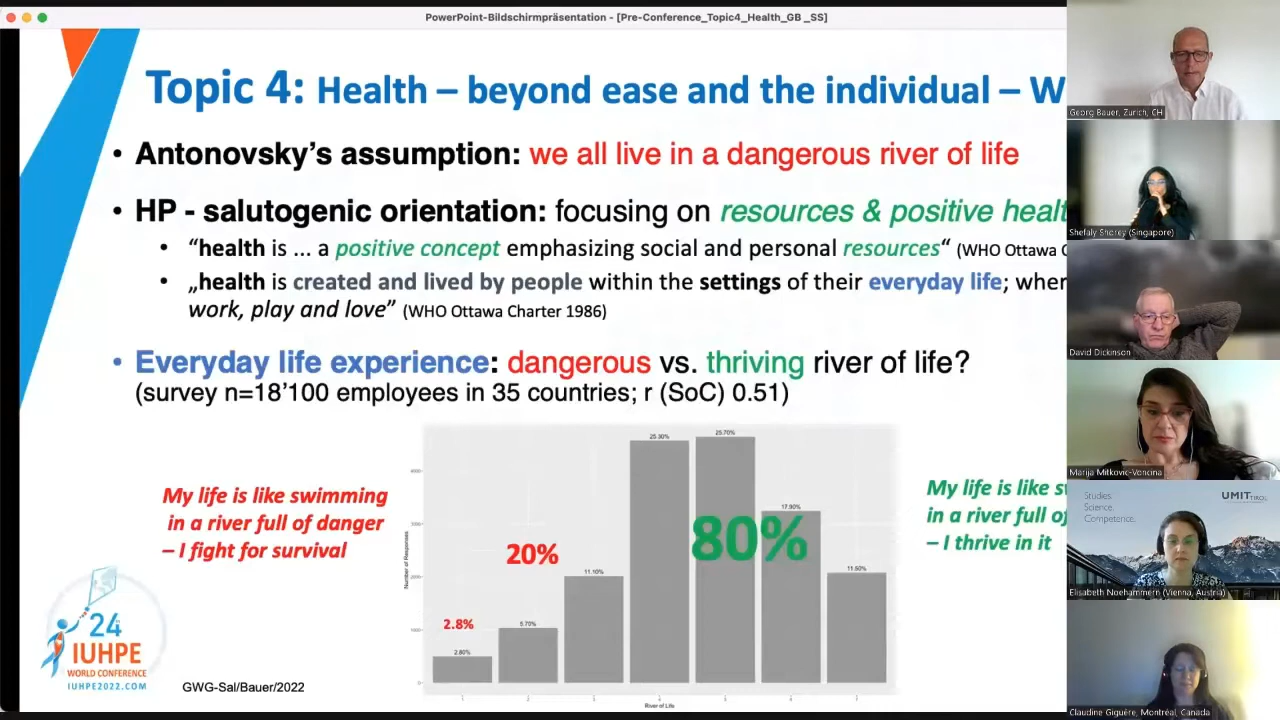 PowerPoint-Bildschirmpräsentation - [Pre-Conference_Topic4_Health_GB _SS]
Topic 4: Health – beyond ease and the individual – W
• Antonovsky's assumption: we all live in a dangerous river of life
• HP - salutogenic orientation: focusing on resources & positive healt
• “health is ... a positive concept emphasizing social and personal resources“ (WHO Ottawa C
• „health is created and lived by people within the settings of their everyday life; wher
work, play and love” (WHO Ottawa Charter 1986)
• Everyday life experience: dangerous vs. thriving river of life?
(survey n=18’100 employees in 35 countries; r (SoC) 0.51)
My life is like swimming
in a river full of danger
– I fight for survival
20%
2.8%
80%
My life is like sw
in a river full of
– I thrive in it
2.80%
5.70%
11.10%
25.30%
25.70%
17.90%
11.50%
Number of Responses
River of Life
24th
IUHPE
WORLD CONFERENCE
IUHPE2022.COM
GWG-Sal/Bauer/2022
Georg Bauer, Zurich, CH
Shefaly Shorey (Singapore)
David Dickinson
Marija Mitkovic-Voncina
Studies.
Science.
Competence.
UMIT TIROL
Elisabeth Noehammern (Vienna, Austria)
Claudine Giguère, Montréal, Canada